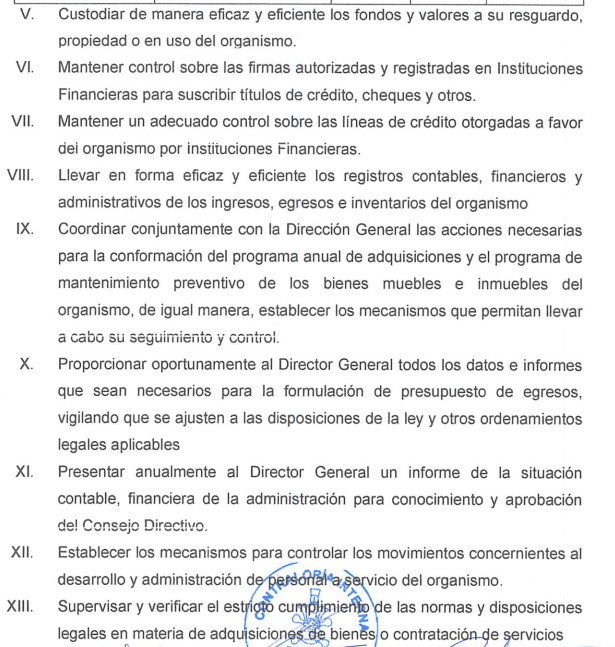 V. Custodiar de manera eficaz y eficiente los fondos y valores a su resguardo,
propiedad o en uso del organismo.
VI. Mantener control sobre las firmas autorizadas y registradas en Instituciones
Financieras para suscribir títulos de crédito, cheques y otros.
VII. Mantener un adecuado control sobre las líneas de crédito otorgadas a favor
del organismo por instituciones Financieras.
VIII. Llevar en forma eficaz y eficiente los registros contables, financieros y
administrativos de los ingresos, egresos e inventarios del organismo
IX. Coordinar conjuntamente con la Dirección General las acciones necesarias
para la conformación del programa anual de adquisiciones y el programa de
mantenimiento preventivo de los bienes muebles e inmuebles del
organismo, de igual manera, establecer los mecanismos que permitan llevar
a cabo su seguimiento y control.
X. Proporcionar oportunamente al Director General todos los datos e informes
que sean necesarios para la formulación de presupuesto de egresos,
vigilando que se ajusten a las disposiciones de la ley y otros ordenamientos
legales aplicables
XI. Presentar anualmente al Director General un informe de la situación
contable, financiera de la administración para conocimiento y aprobación
del Consejo Directivo.
XII. Establecer los mecanismos para controlar los movimientos concernientes al
desarrollo y administración de personal a servicio del organismo.
XIII. Supervisar y verificar el estricto cumplimiento de las normas y disposiciones
legales en materia de adquisiciones de bienes o contratación de servicios
CONTRALORIA INTERNA